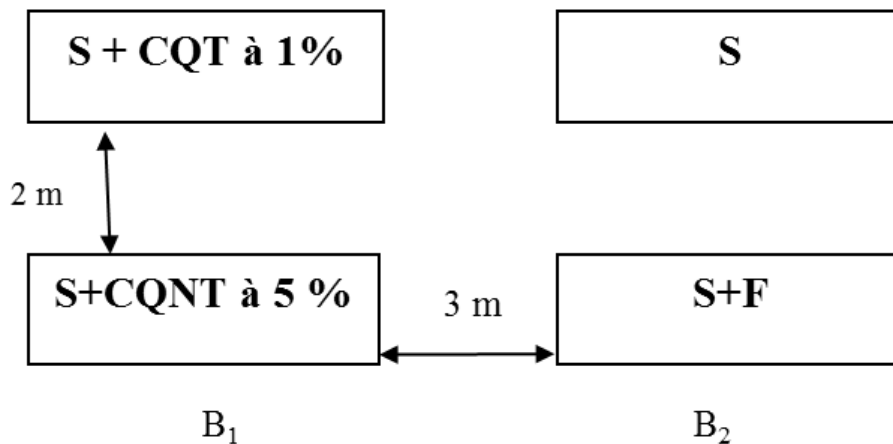 S + CQT à 1%
S
2 m
S+CQNT à 5 %
3 m
S+F
B₁
B₂